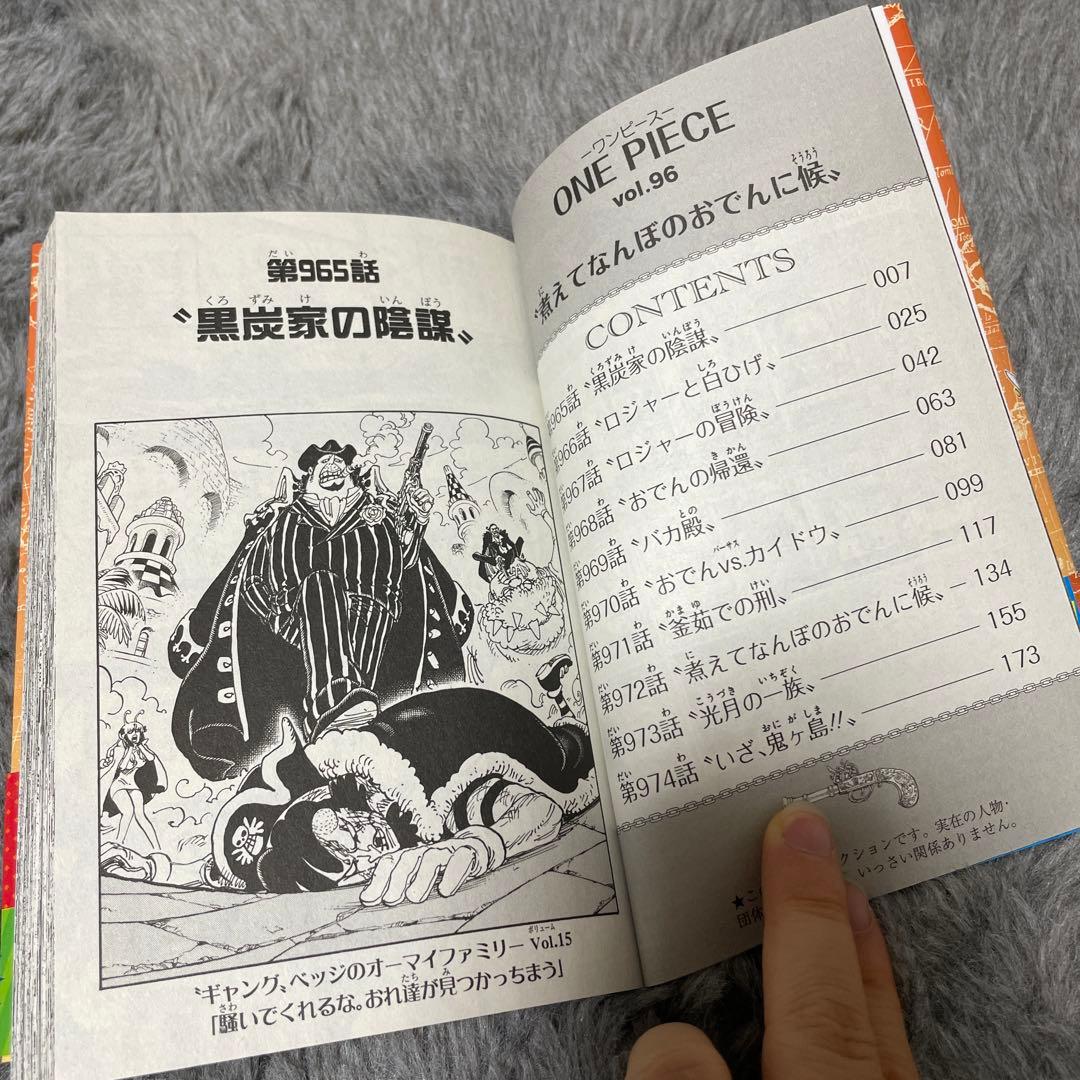 ―ワンピース―
ONE PIECE
vol.96
〝煮えてなんぼのおでんに候〟
CONTENTS
第965話 〝黒炭家の陰謀〟 007
第966話 〝ロジャーと白ひげ〟 025
第967話 〝ロジャーの冒険〟 042
第968話 〝おでんの帰還〟 063
第969話 〝バカ殿〟 081
第970話 〝おでんvs.カイドウ〟 099
第971話 〝釜茹での刑〟 117
第972話 〝煮えてなんぼのおでんに候〟 134
第973話 〝光月の一族〟 155
第974話 〝いざ、鬼ヶ島!!〟 173
★こ
クションです。実在の人物・
団体
いっさい関係ありません。
第965話
〝黒炭家の陰謀〟
〝ギャング〟ベッジのオーマイファミリー Vol.15
「騒いでくれるな。おれ達が見つかっちまう」